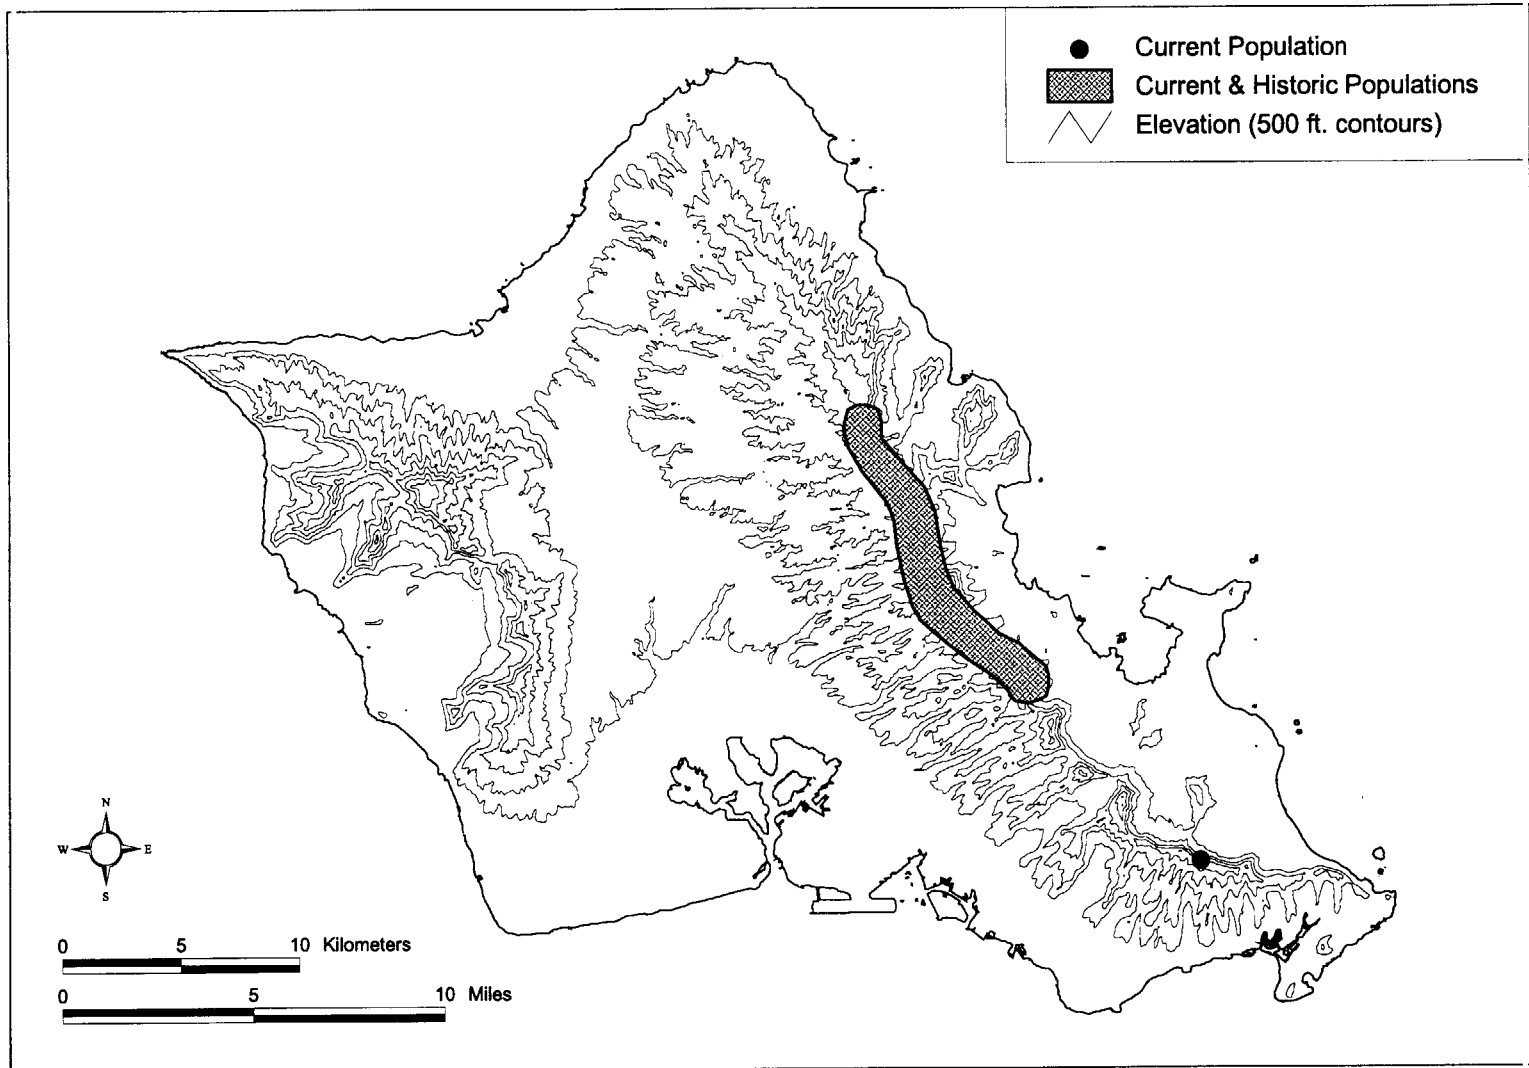 Current Population
Current & Historic Populations
Elevation (500 ft. contours)
N
W E
S
0 5 10 Kilometers
0 5 10 Miles